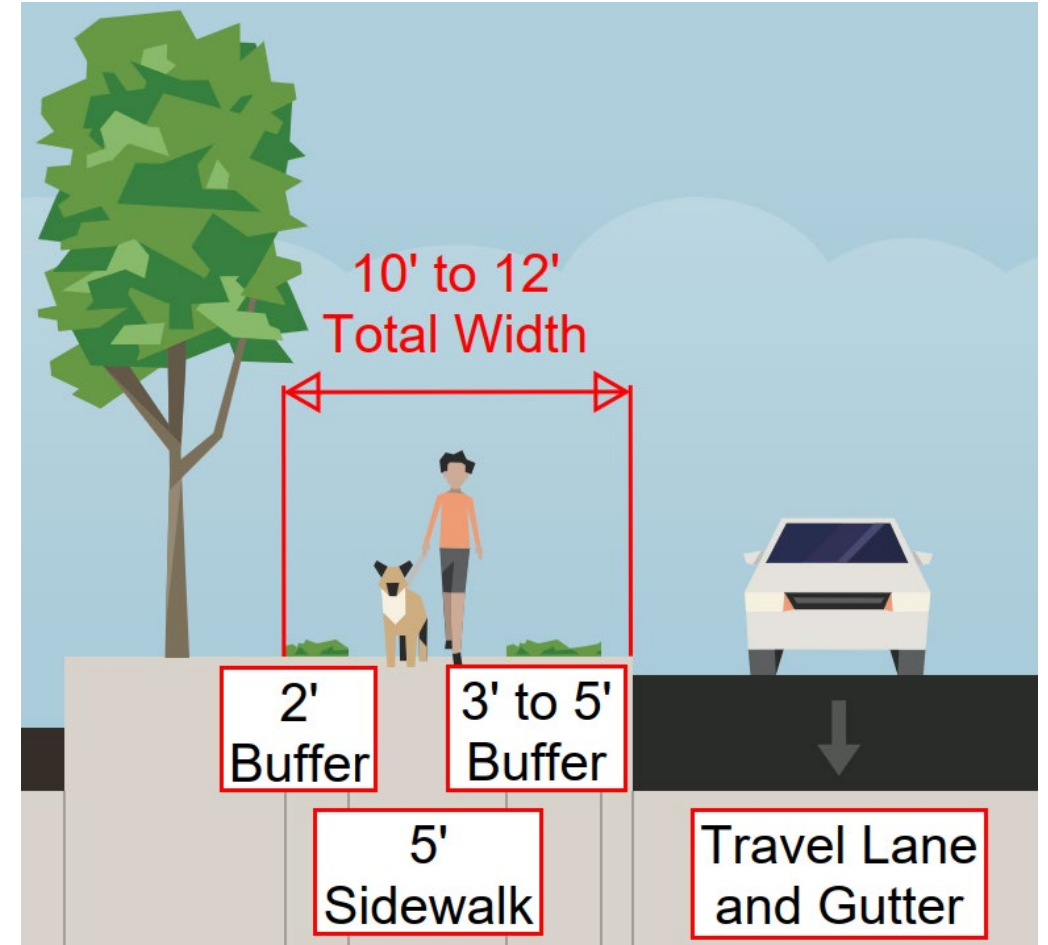 10' to 12'
Total Width
2'
Buffer
3' to 5'
Buffer
5'
Sidewalk
Travel Lane
and Gutter